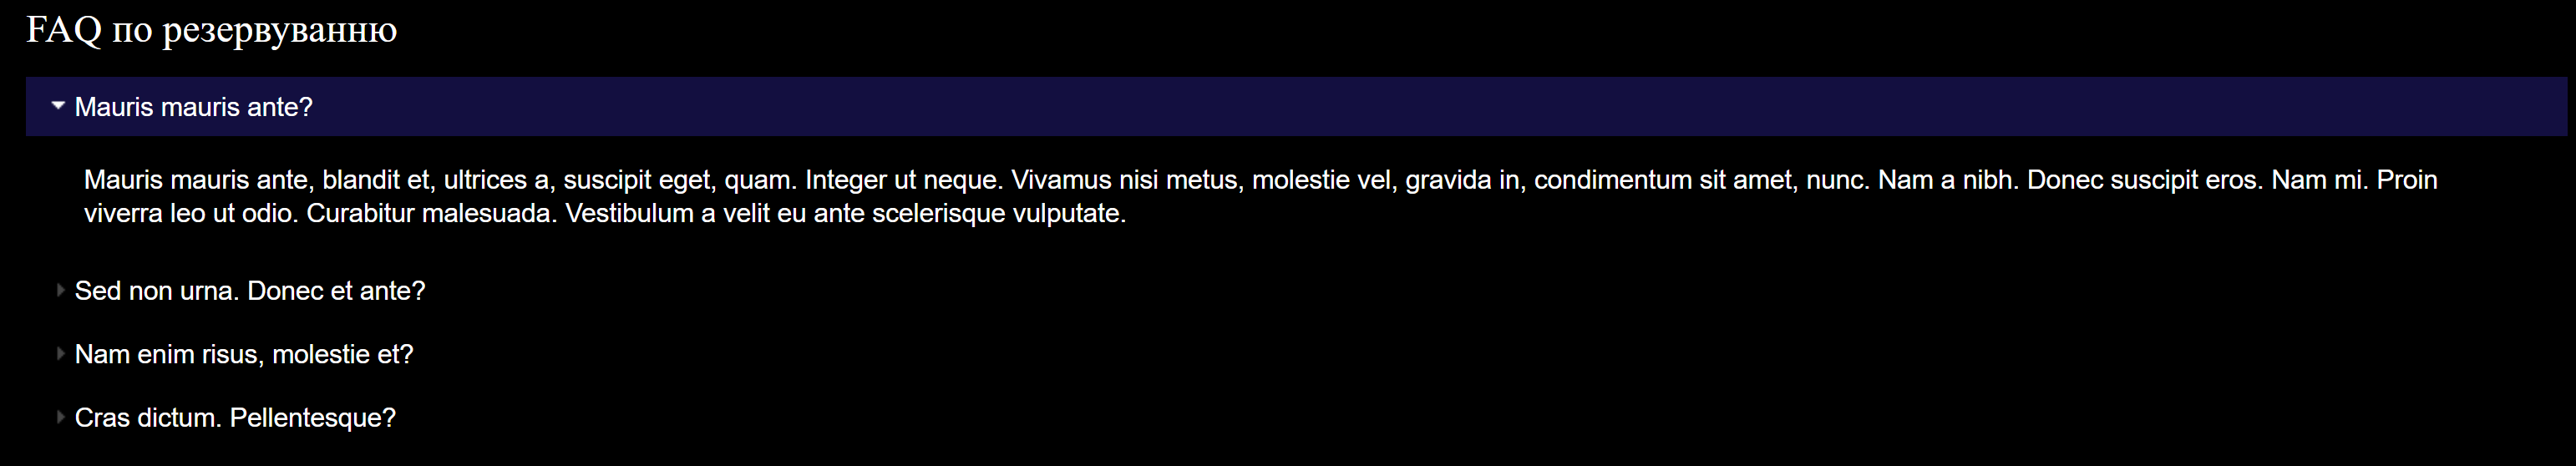 FAQ по резервуванню
Mauris mauris ante?
Mauris mauris ante, blandit et, ultrices a, suscipit eget, quam. Integer ut neque. Vivamus nisi metus, molestie vel, gravida in, condimentum sit amet, nunc. Nam a nibh. Donec suscipit eros. Nam mi. Proin
viverra leo ut odio. Curabitur malesuada. Vestibulum a velit eu ante scelerisque vulputate.
Sed non urna. Donec et ante?
Nam enim risus, molestie et?
Cras dictum. Pellentesque?